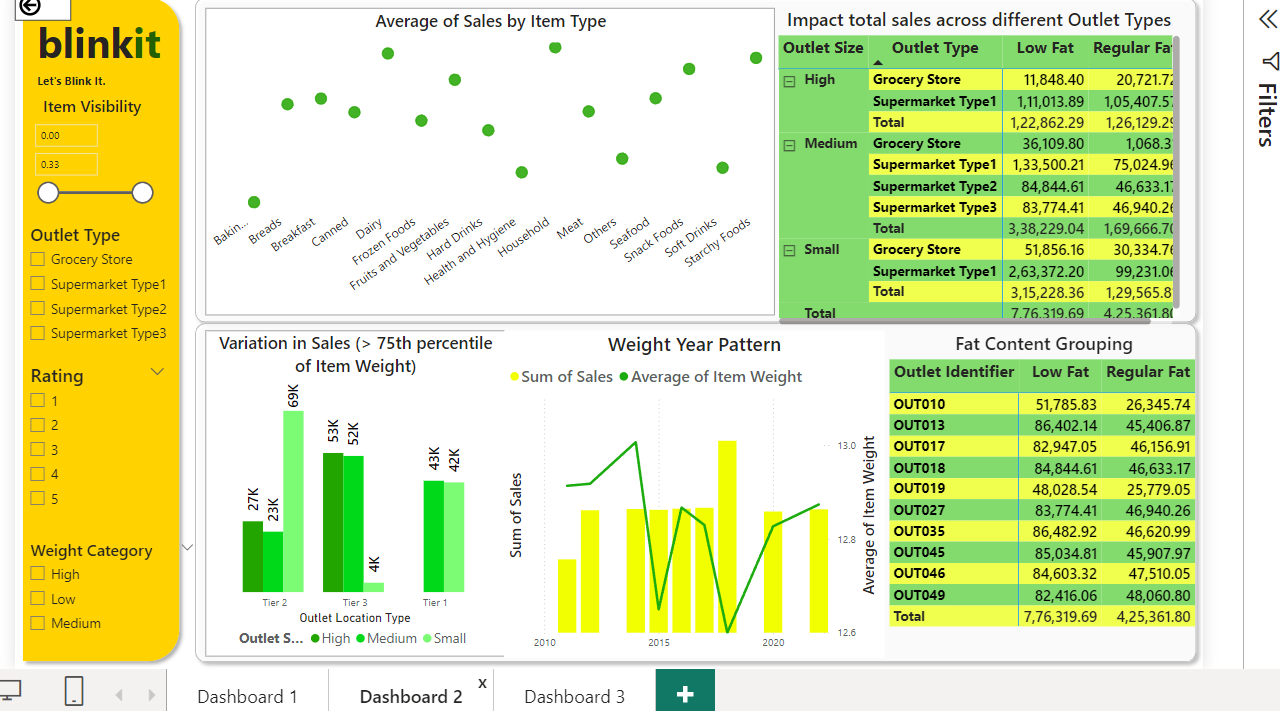 blinkit
Let's Blink It.
Item Visibility
0.00
0.33
Outlet Type
Grocery Store
Supermarket Type1
Supermarket Type2
Supermarket Type3
Rating
1
2
3
4
5
Weight Category
High
Low
Medium
Average of Sales by Item Type
Bakin...
Breads
Breakfast
Canned
Dairy
Frozen Foods
Fruits and Vegetables
Hard Drinks
Health and Hygiene
Household
Meat
Others
Seafood
Snack Foods
Soft Drinks
Starchy Foods
Impact total sales across different Outlet Types
Outlet Size Outlet Type Low Fat Regular Fa
High Grocery Store 11,848.40 20,721.72
Supermarket Type1 1,11,013.89 1,05,407.57
Total 1,22,862.29 1,26,129.29
Medium Grocery Store 36,109.80 1,068.3
Supermarket Type1 1,33,500.21 75,024.96
Supermarket Type2 84,844.61 46,633.17
Supermarket Type3 83,774.41 46,940.26
Total 3,38,229.04 1,69,666.70
Small Grocery Store 51,856.16 30,334.76
Supermarket Type1 2,63,372.20 99,231.06
Total 3,15,228.36 1,29,565.8
Total 7,76,319.69 4,25,361.80
Variation in Sales (> 75th percentile
of Item Weight)
27K
23K
69K
53K
52K
4K
43K
42K
Tier 2 Tier 3 Tier 1
Outlet Location Type
Outlet S... High Medium Small
Weight Year Pattern
Sum of Sales Average of Item Weight
Sum of Sales
13.0
12.8
12.6
Average of Item Weight
2010 2015 2020
Fat Content Grouping
Outlet Identifier Low Fat Regular Fat
OUT010 51,785.83 26,345.74
OUT013 86,402.14 45,406.87
OUT017 82,947.05 46,156.91
OUT018 84,844.61 46,633.17
OUT019 48,028.54 25,779.05
OUT027 83,774.41 46,940.26
OUT035 86,482.92 46,620.99
OUT045 85,034.81 45,907.97
OUT046 84,603.32 47,510.05
OUT049 82,416.06 48,060.80
Total 7,76,319.69 4,25,361.80
Filters
Dashboard 1 Dashboard 2 x Dashboard 3 +